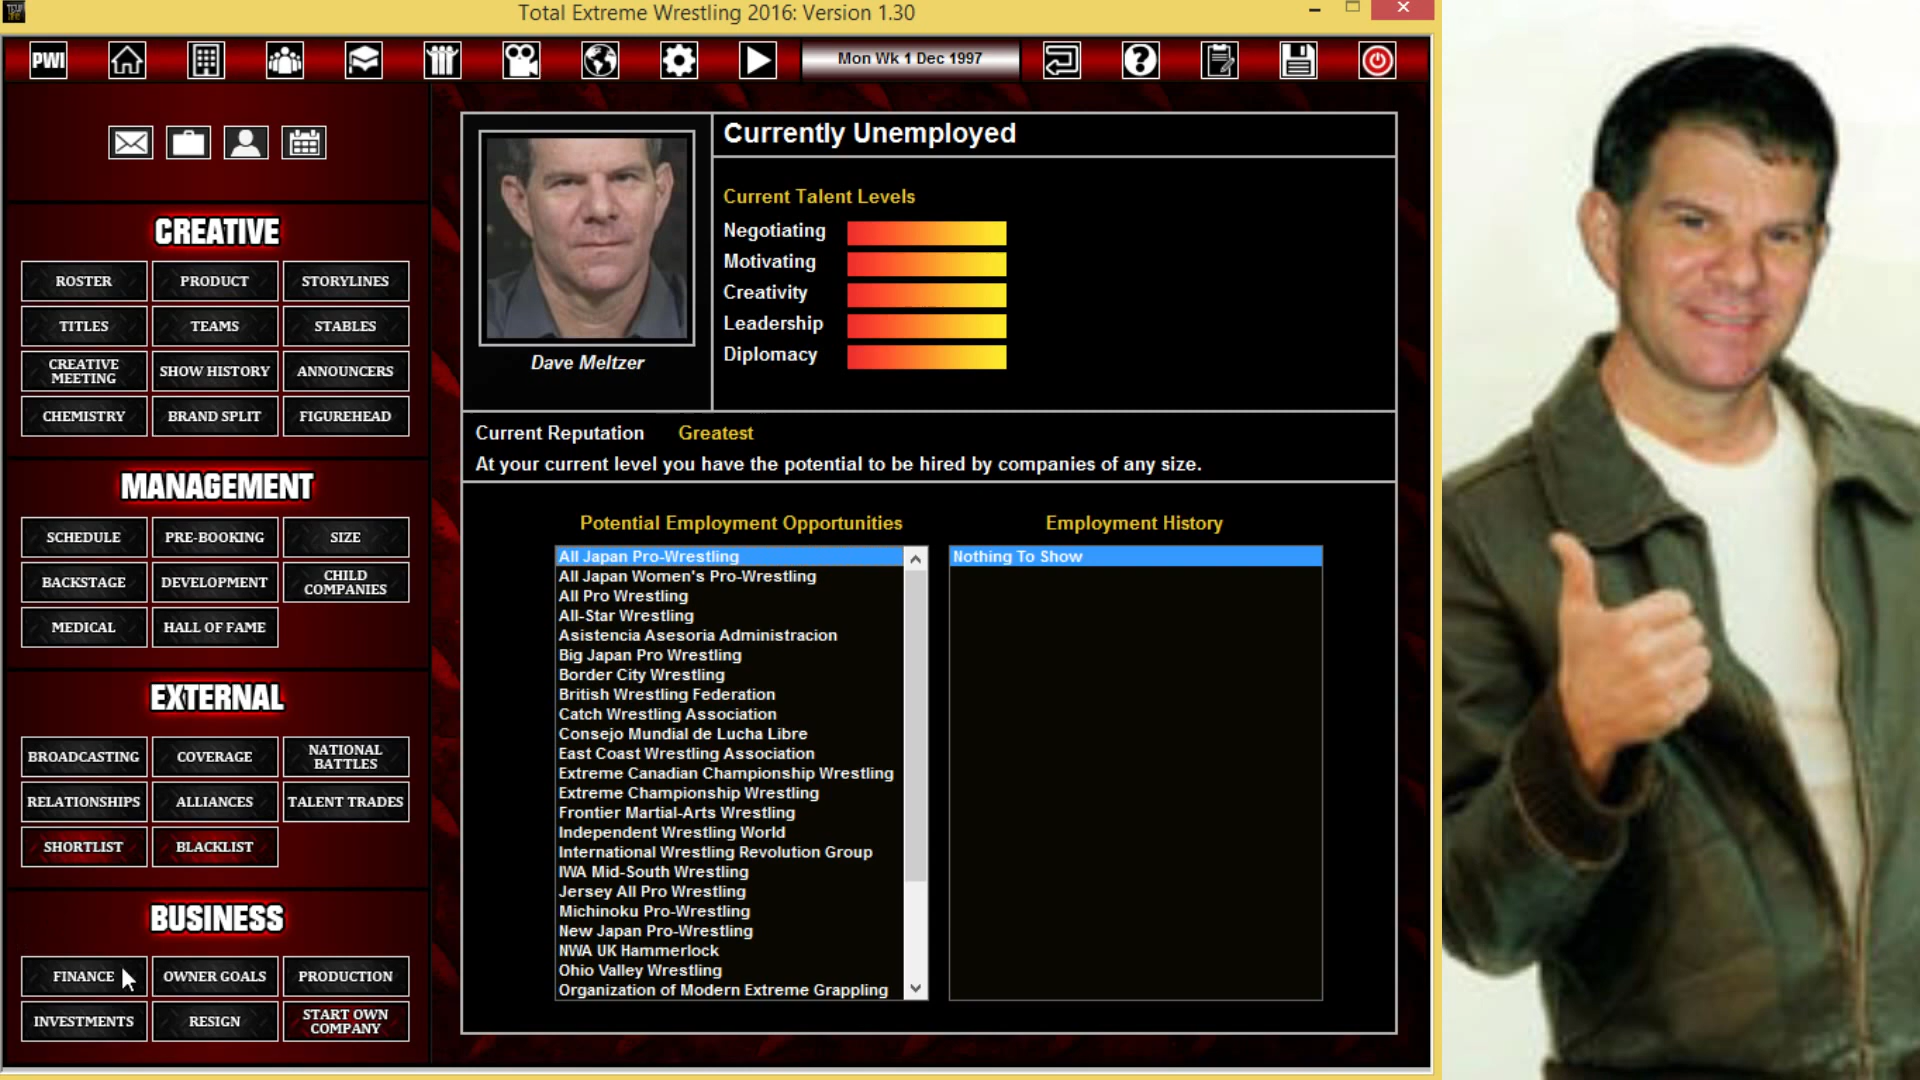 Total Extreme Wrestling 2016: Version 1.30
PWI
Mon Wk 1 Dec 1997
CREATIVE
ROSTER
PRODUCT
STORYLINES
TITLES
TEAMS
STABLES
CREATIVE
MEETING
SHOW HISTORY
ANNOUNCERS
CHEMISTRY
BRAND SPLIT
FIGUREHEAD
MANAGEMENT
SCHEDULE
PRE-BOOKING
SIZE
BACKSTAGE
DEVELOPMENT
CHILD
COMPANIES
MEDICAL
HALL OF FAME
EXTERNAL
BROADCASTING
COVERAGE
NATIONAL
BATTLES
RELATIONSHIPS
ALLIANCES
TALENT TRADES
SHORTLIST
BLACKLIST
BUSINESS
FINANCE
OWNER GOALS
PRODUCTION
INVESTMENTS
RESIGN
START OWN
COMPANY
Dave Meltzer
Currently Unemployed
Current Talent Levels
Negotiating
Motivating
Creativity
Leadership
Diplomacy
Current Reputation Greatest
At your current level you have the potential to be hired by companies of any size.
Potential Employment Opportunities
All Japan Pro-Wrestling
All Japan Women's Pro-Wrestling
All Pro Wrestling
All-Star Wrestling
Asistencia Asesoria Administracion
Big Japan Pro Wrestling
Border City Wrestling
British Wrestling Federation
Catch Wrestling Association
Consejo Mundial de Lucha Libre
East Coast Wrestling Association
Extreme Canadian Championship Wrestling
Extreme Championship Wrestling
Frontier Martial-Arts Wrestling
Independent Wrestling World
International Wrestling Revolution Group
IWA Mid-South Wrestling
Jersey All Pro Wrestling
Michinoku Pro-Wrestling
New Japan Pro-Wrestling
NWA UK Hammerlock
Ohio Valley Wrestling
Organization of Modern Extreme Grappling
Employment History
Nothing To Show